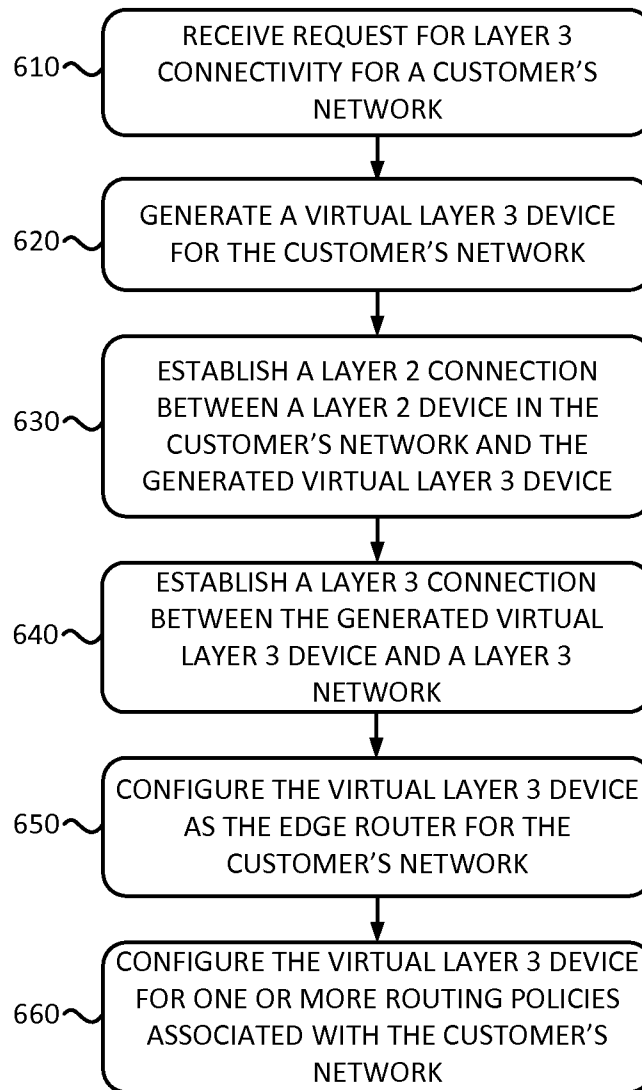 610
RECEIVE REQUEST FOR LAYER 3
CONNECTIVITY FOR A CUSTOMER'S
NETWORK
620
GENERATE A VIRTUAL LAYER 3 DEVICE
FOR THE CUSTOMER'S NETWORK
630
ESTABLISH A LAYER 2 CONNECTION
BETWEEN A LAYER 2 DEVICE IN THE
CUSTOMER'S NETWORK AND THE
GENERATED VIRTUAL LAYER 3 DEVICE
640
ESTABLISH A LAYER 3 CONNECTION
BETWEEN THE GENERATED VIRTUAL
LAYER 3 DEVICE AND A LAYER 3
NETWORK
650
CONFIGURE THE VIRTUAL LAYER 3 DEVICE
AS THE EDGE ROUTER FOR THE
CUSTOMER'S NETWORK
660
CONFIGURE THE VIRTUAL LAYER 3 DEVICE
FOR ONE OR MORE ROUTING POLICIES
ASSOCIATED WITH THE CUSTOMER'S
NETWORK